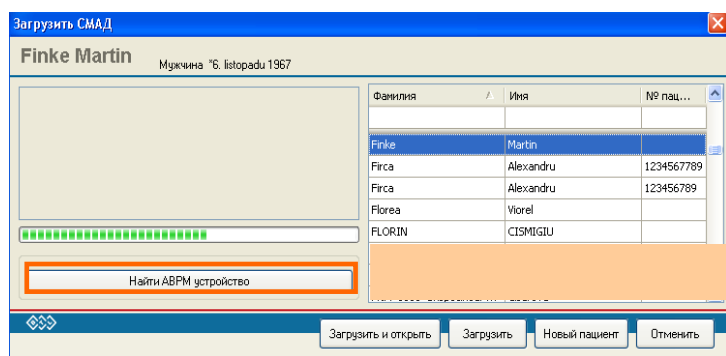 Загрузить СМАД
Finke Martin
Мужчина *6. listopadu 1967
Фамилия Имя № пац...
Finke Martin
Firca Alexandru 1234567789
Firca Alexandru 123456789
Florea Viorel
FLORIN CISMIGIU
Найти АВРМ устройство
Загрузить и открыть Загрузить Новый пациент Отменить